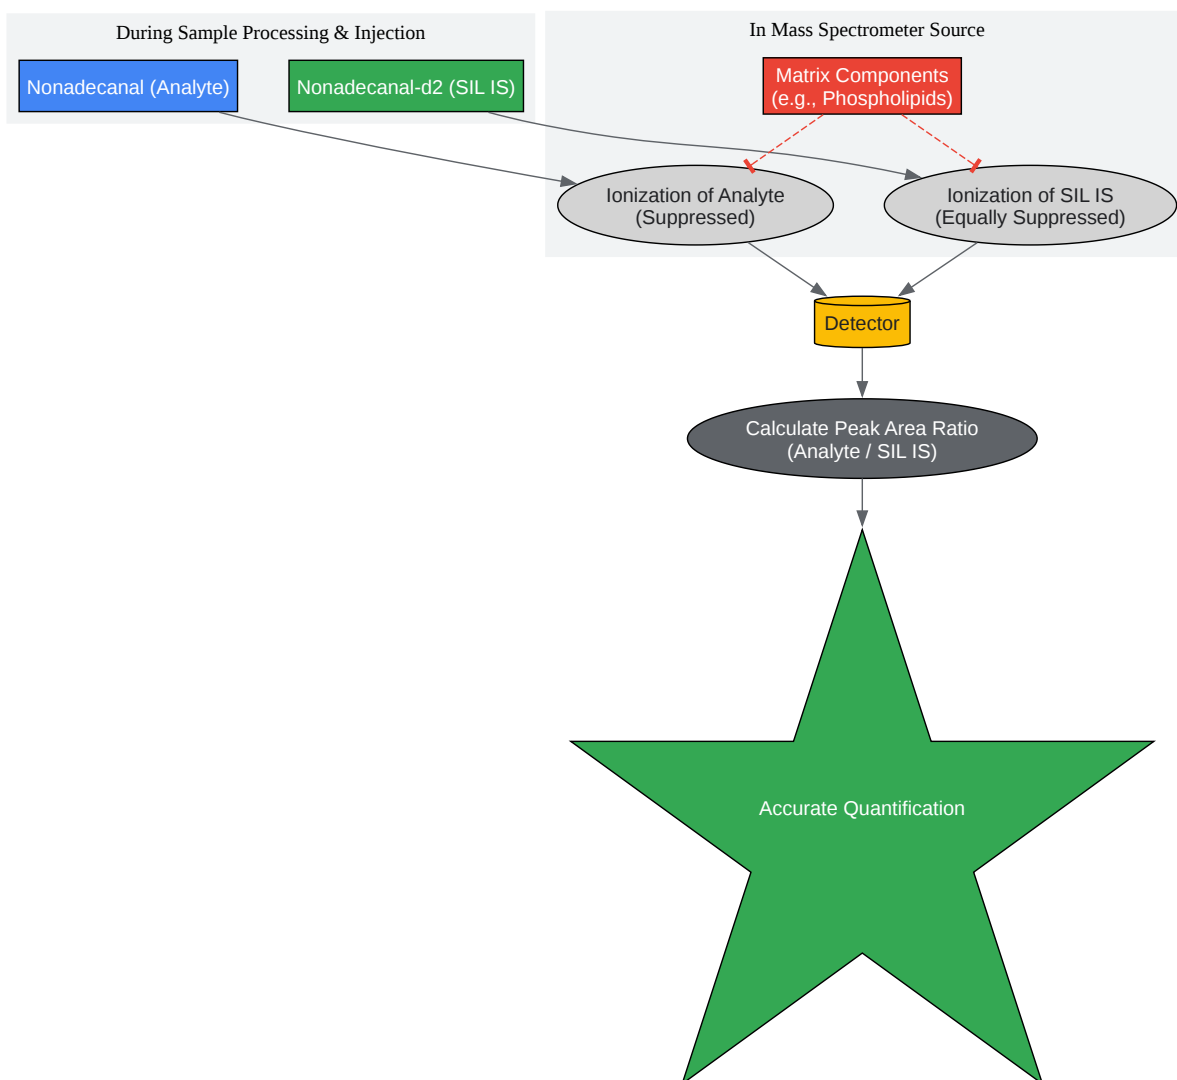 During Sample Processing & Injection
Nonadecanal (Analyte)
Nonadecanal-d2 (SIL IS)
In Mass Spectrometer Source
Matrix Components
(e.g., Phospholipids)
Ionization of Analyte
(Suppressed)
Ionization of SIL IS
(Equally Suppressed)
Detector
Calculate Peak Area Ratio
(Analyte / SIL IS)
Accurate Quantification